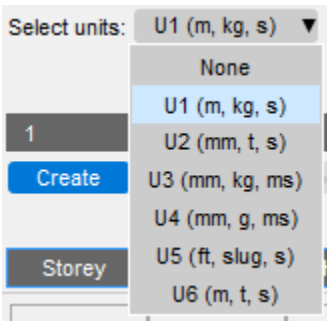 Select units: U1 (m, kg, s) ▼
None
U1 (m, kg, s)
1
U2 (mm, t, s)
Create
U3 (mm, kg, ms)
U4 (mm, g, ms)
U5 (ft, slug, s)
Storey
U6 (m, t, s)